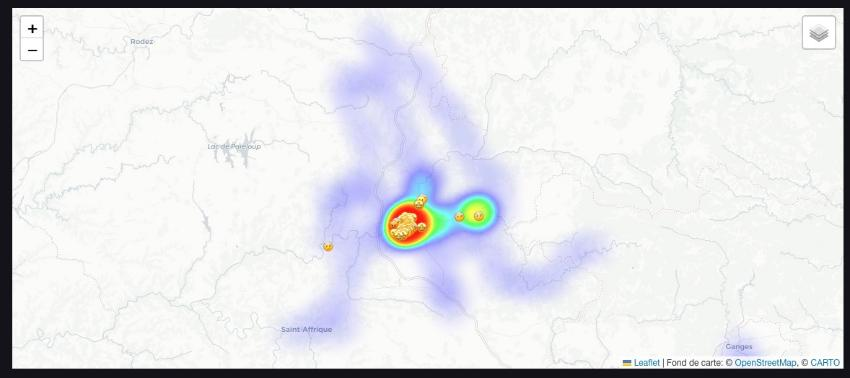 +
−
Rodez
Lac de Pareloup
Saint-Affrique
Ganges
Leaflet | Fond de carte: © OpenStreetMap, © CARTO